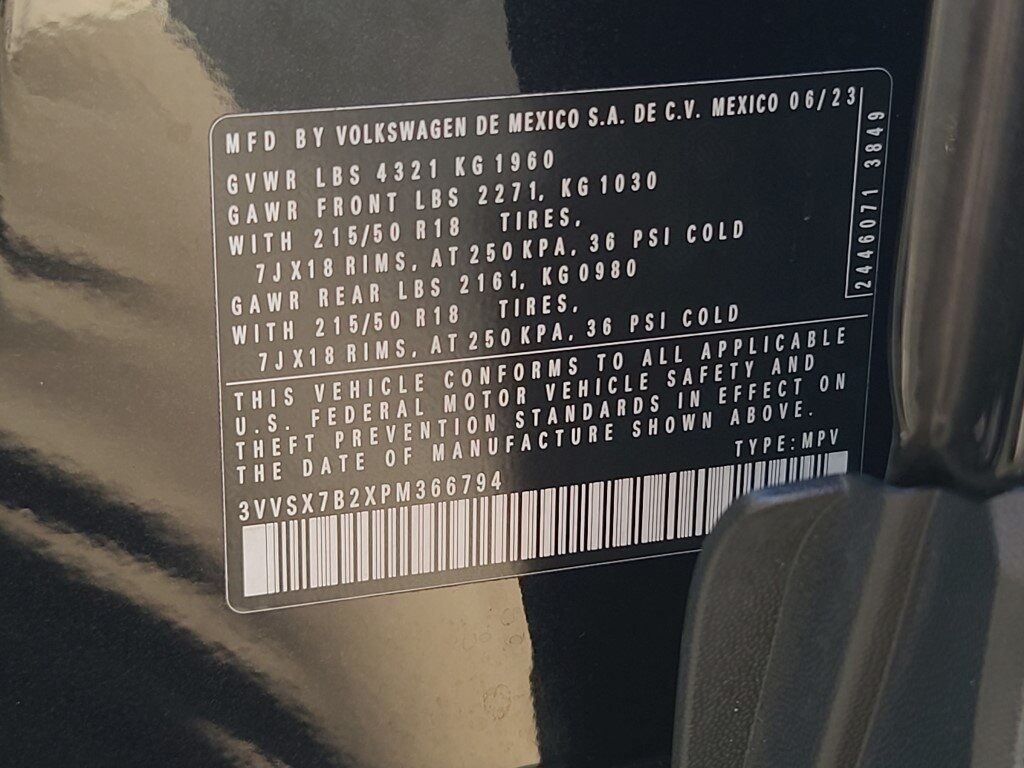 MFD BY VOLKSWAGEN DE MEXICO S.A. DE C.V. MEXICO 06/23
GVWR LBS 4321 KG 1960
GAWR FRONT LBS 2271, KG 1030
WITH 215/50 R18 TIRES,
7J X18 RIMS, AT 250 KPA, 36 PSI COLD
GAWR REAR LBS 2161, KG 0980
WITH 215/50 R18 TIRES,
7J X18 RIMS, AT 250 KPA, 36 PSI COLD
2446071 3849
THIS VEHICLE CONFORMS TO ALL APPLICABLE
U.S. FEDERAL MOTOR VEHICLE SAFETY AND
THEFT PREVENTION STANDARDS IN EFFECT ON
THE DATE OF MANUFACTURE SHOWN ABOVE.
TYPE: MPV
3VVSX7B2XPM366794